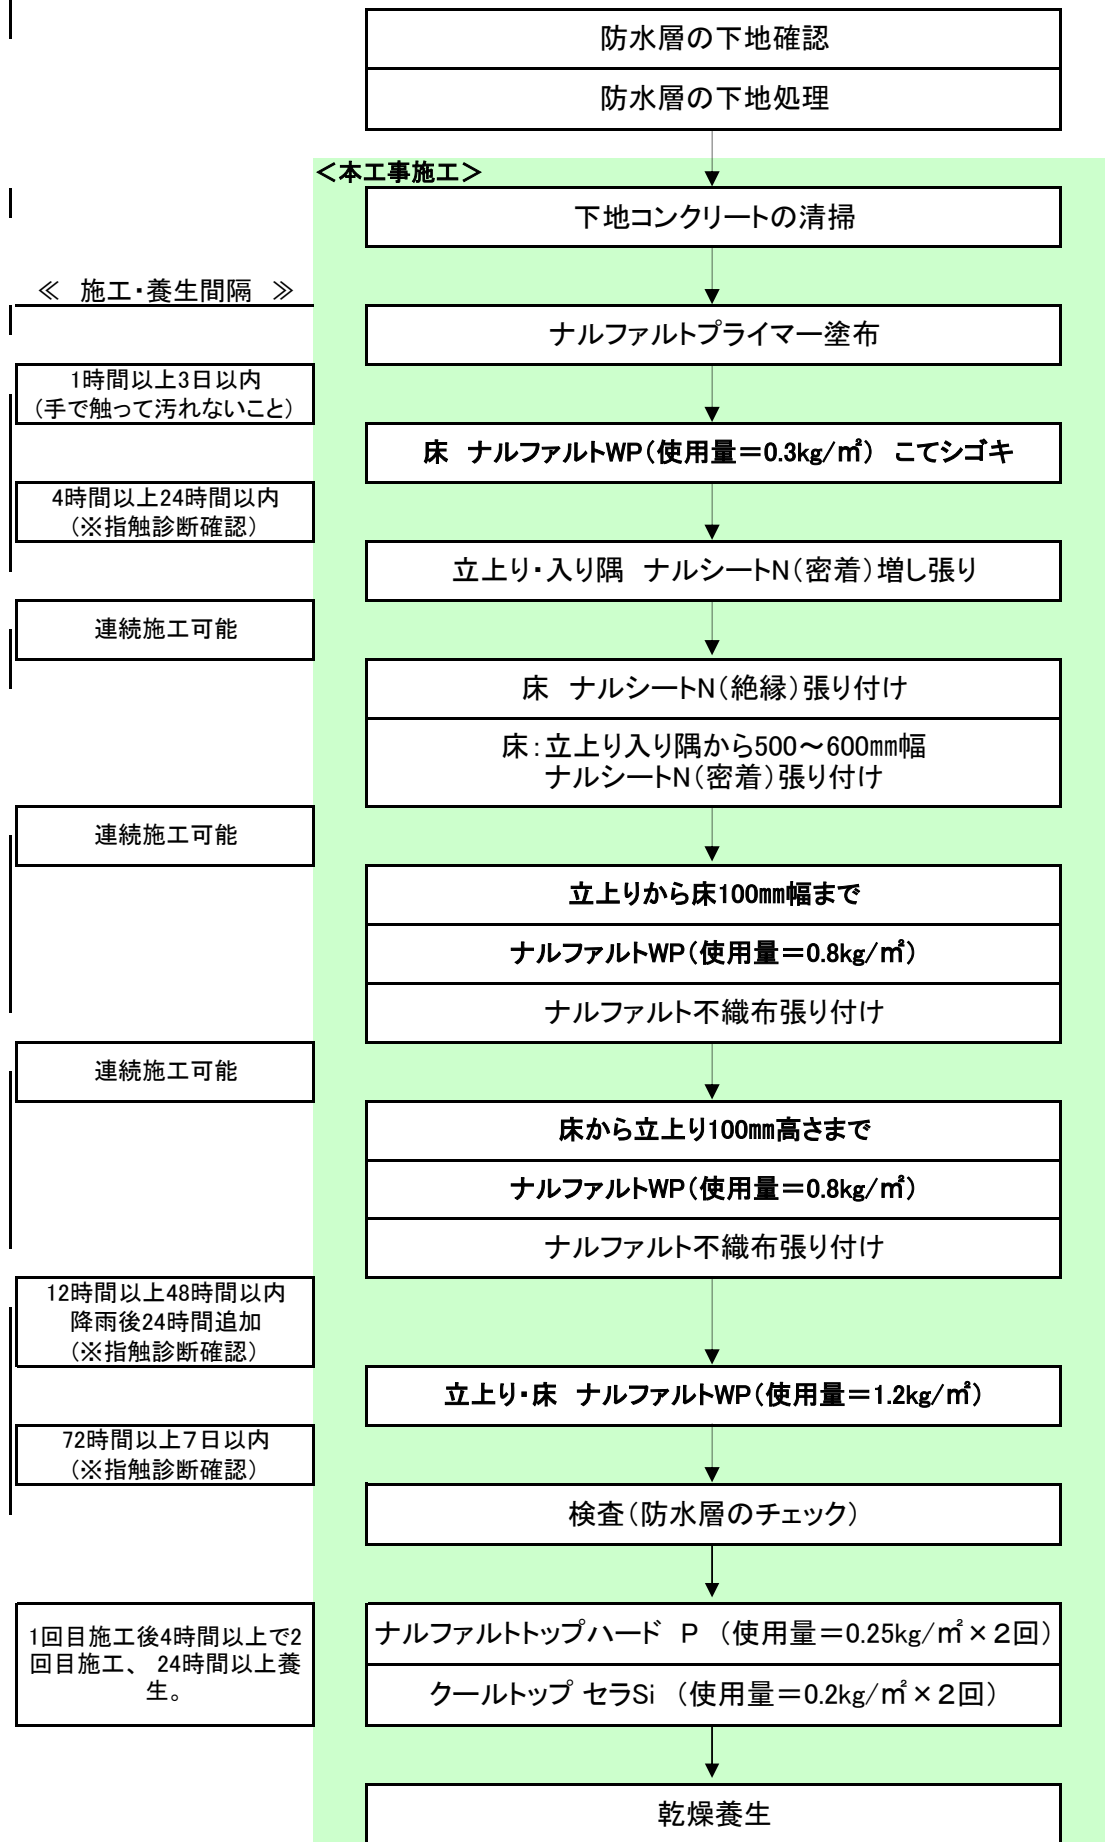 防水層の下地確認
防水層の下地処理
＜本工事施工＞
下地コンクリートの清掃
≪　施工・養生間隔　≫
ナルファルトプライマー塗布
1時間以上3日以内
（手で触って汚れないこと）
床　ナルファルトWP（使用量＝0.3kg/㎡）　こてシゴキ
4時間以上24時間以内
（※指触診断確認）
立上り・入り隅　ナルシートN（密着）増し張り
連続施工可能
床　ナルシートN（絶縁）張り付け
床：立上り入り隅から500～600㎜幅
ナルシートN（密着）張り付け
連続施工可能
立上りから床100㎜幅まで
ナルファルトWP（使用量＝0.8kg/㎡）
ナルファルト不織布張り付け
連続施工可能
床から立上り100㎜高さまで
ナルファルトWP（使用量＝0.8kg/㎡）
ナルファルト不織布張り付け
12時間以上48時間以内
降雨後24時間追加
（※指触診断確認）
立上り・床　ナルファルトWP（使用量＝1.2kg/㎡）
72時間以上７日以内
（※指触診断確認）
検査（防水層のチェック）
1回目施工後4時間以上で2
回目施工、 24時間以上養
生。
ナルファルトトップハード　Ｐ　（使用量＝0.25kg/㎡×２回）
クールトップ セラSi　（使用量＝0.2kg/㎡×２回）
乾燥養生